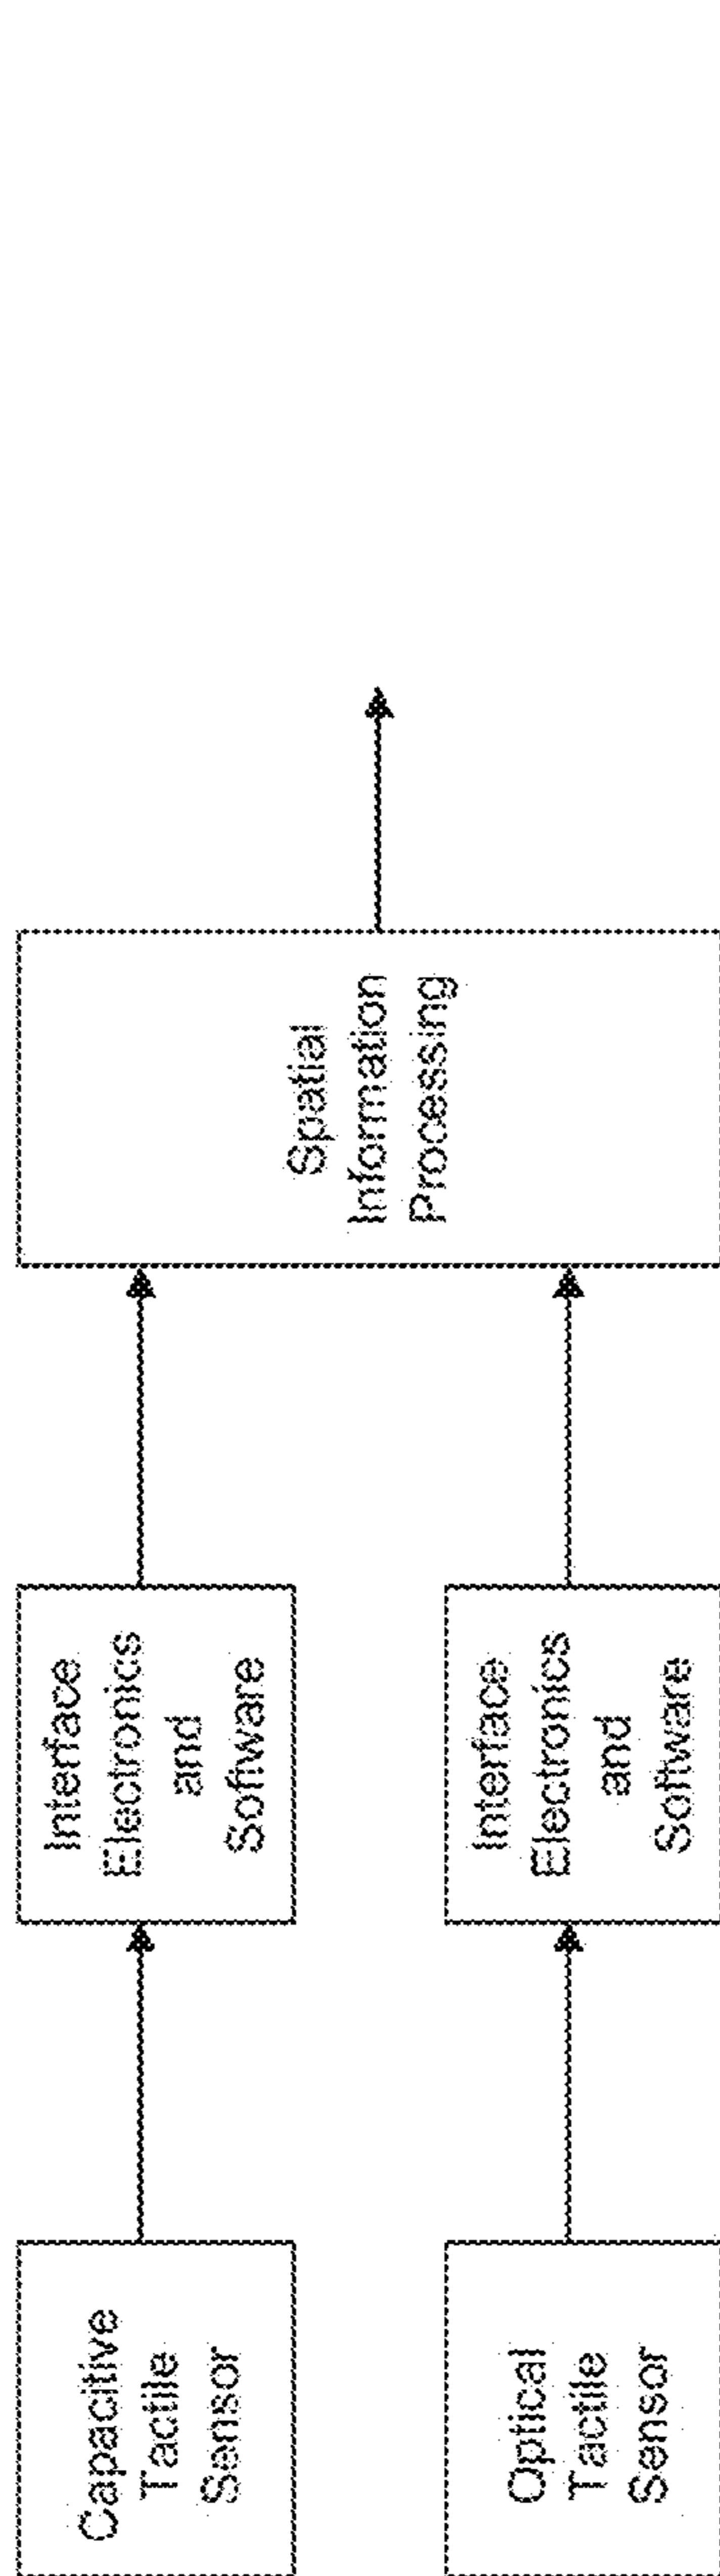 Capacitive
Tactile
Sensor
Interface
Electronics
and
Software
Optical
Tactile
Sensor
Interface
Electronics
and
Software
Spatial
Information
Processing